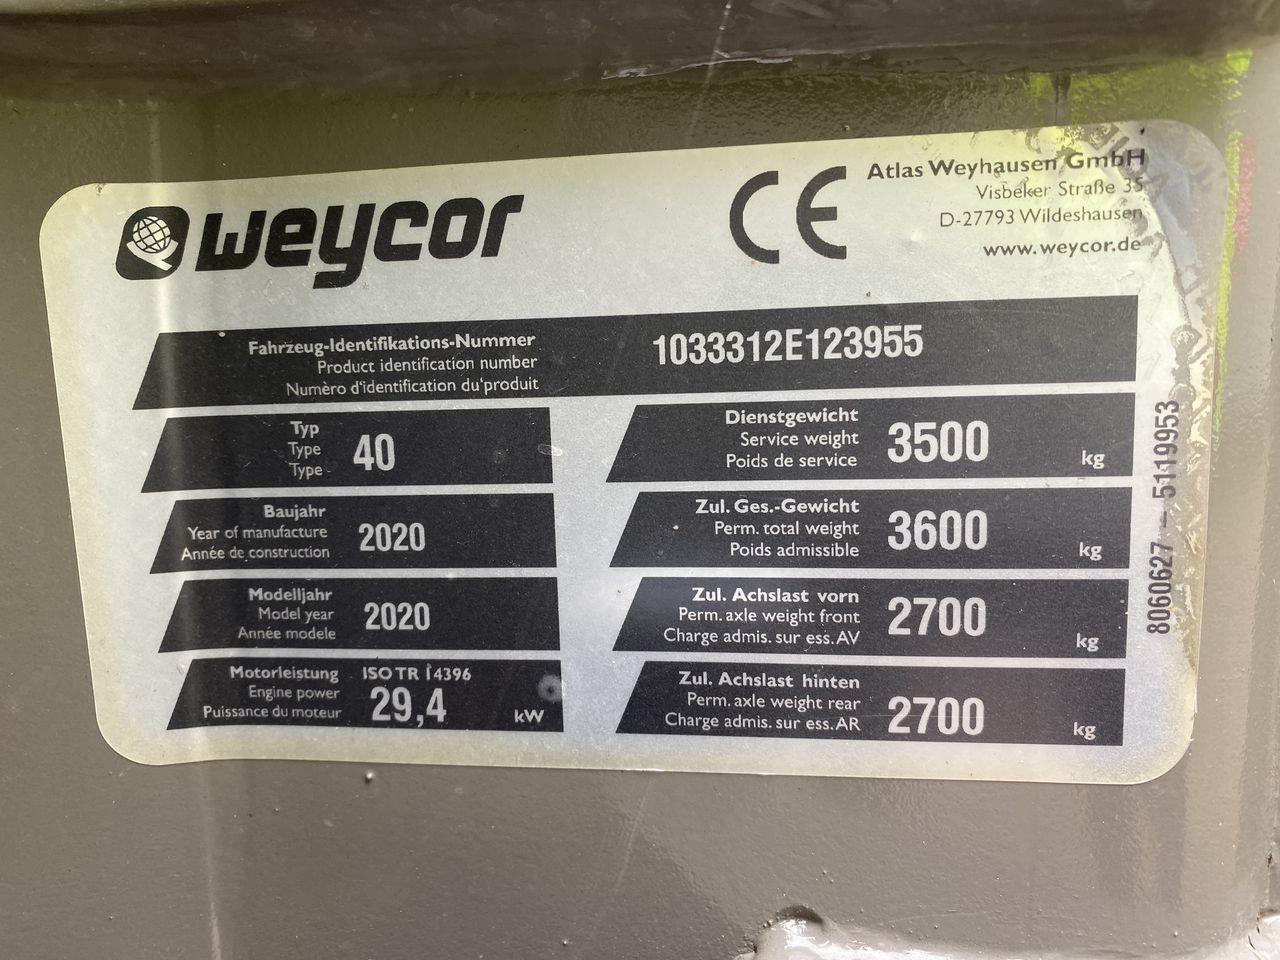 weycor
CE
Atlas Weyhausen GmbH
Visbeker Straße 35
D-27793 Wildeshausen
www.weycor.de
Fahrzeug-Identifikations-Nummer
Product identification number
Numèro d'identification du'produit
1033312E123955
Typ
Type
Type
40
Baujahr
Year of manufacture
Année de construction
2020
Modelljahr
Model year
Année modele
2020
Motorleistung ISO TR 14396
Engine power
Puissance du moteur
29,4 kW
Dienstgewicht
Service weight
Poids de service
3500 kg
Zul. Ges.-Gewicht
Perm. total weight
Poids admissible
3600 kg
Zul. Achslast vorn
Perm. axle weight front
Charge admis. sur ess. AV
2700 kg
Zul. Achslast hinten
Perm. axle weight rear
Charge admis. sur ess. AR
2700 kg
8060627 – 5119953